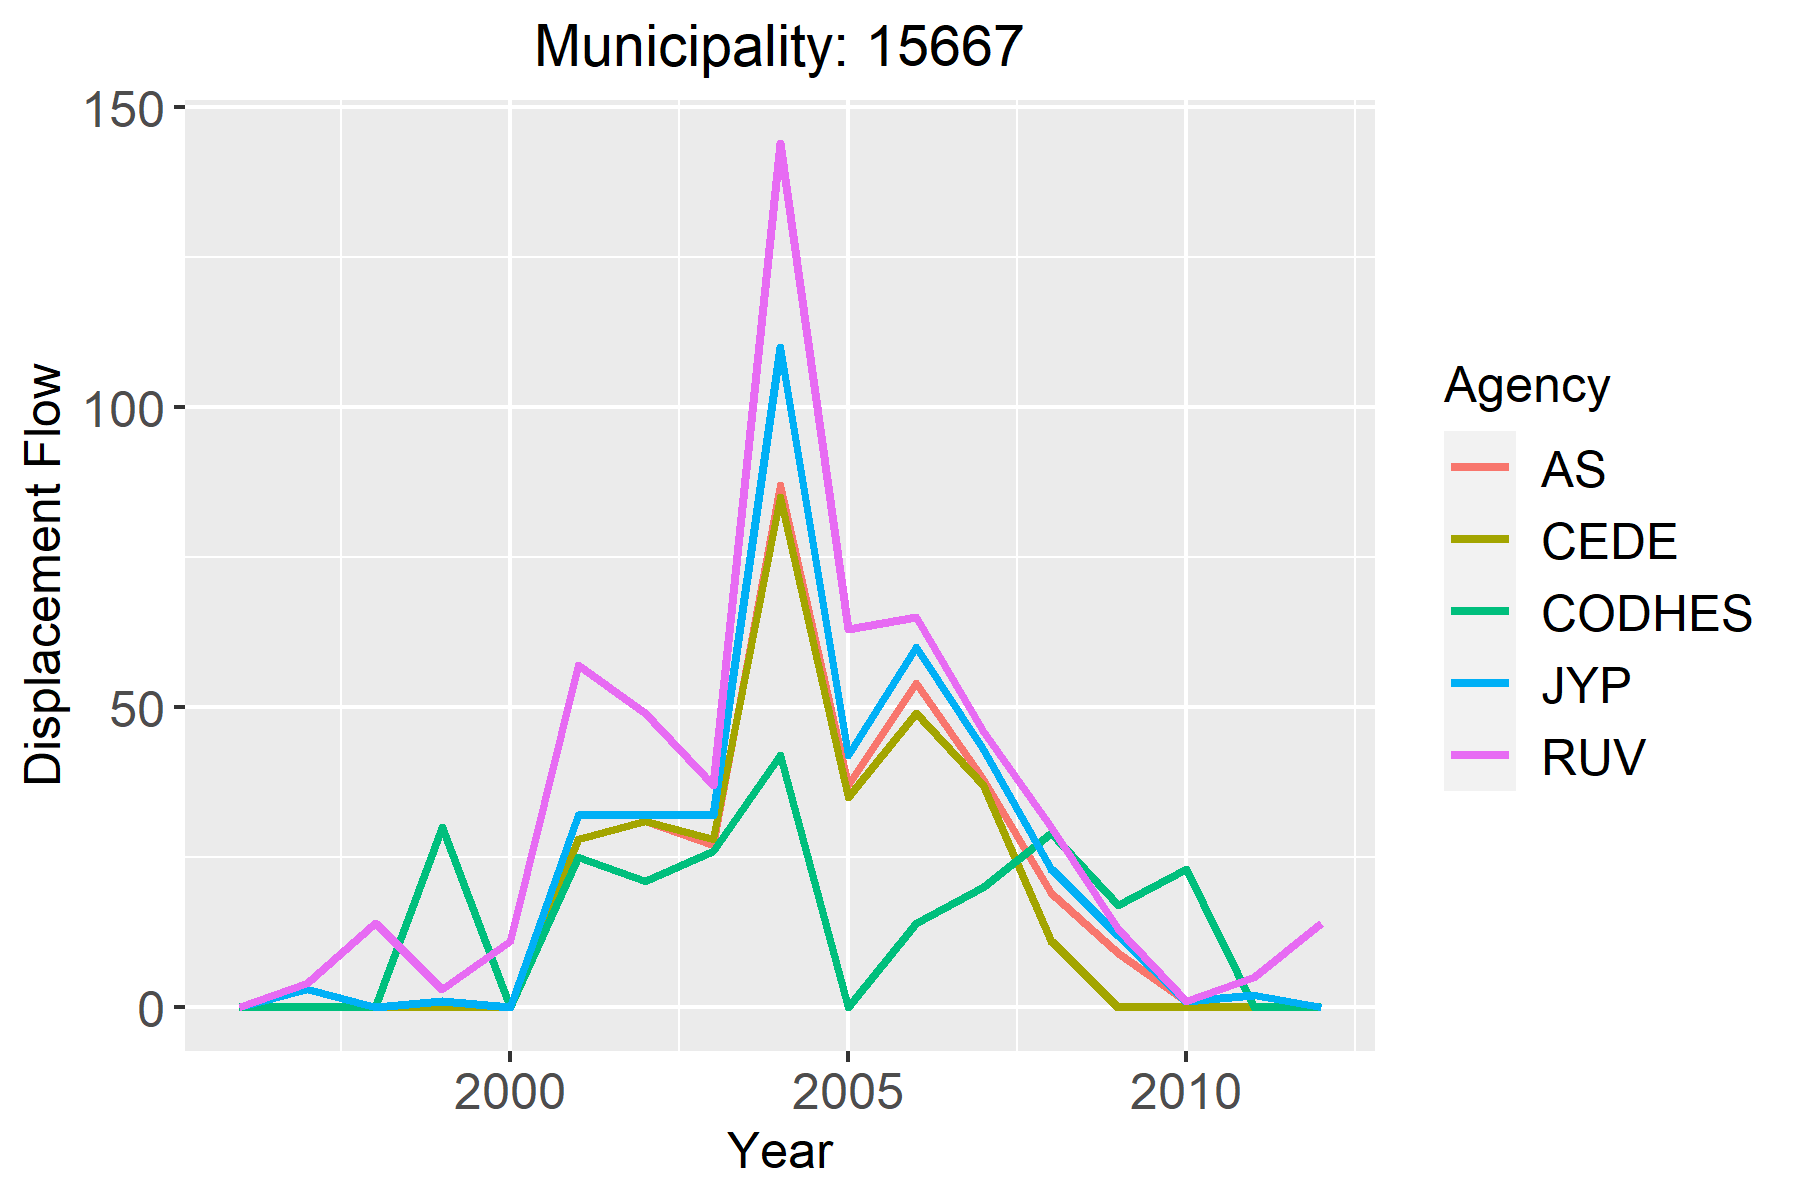 Municipality: 15667
150
100
50
0
Displacement Flow
2000
2005
2010
Year
Agency
AS
CEDE
CODHES
JYP
RUV